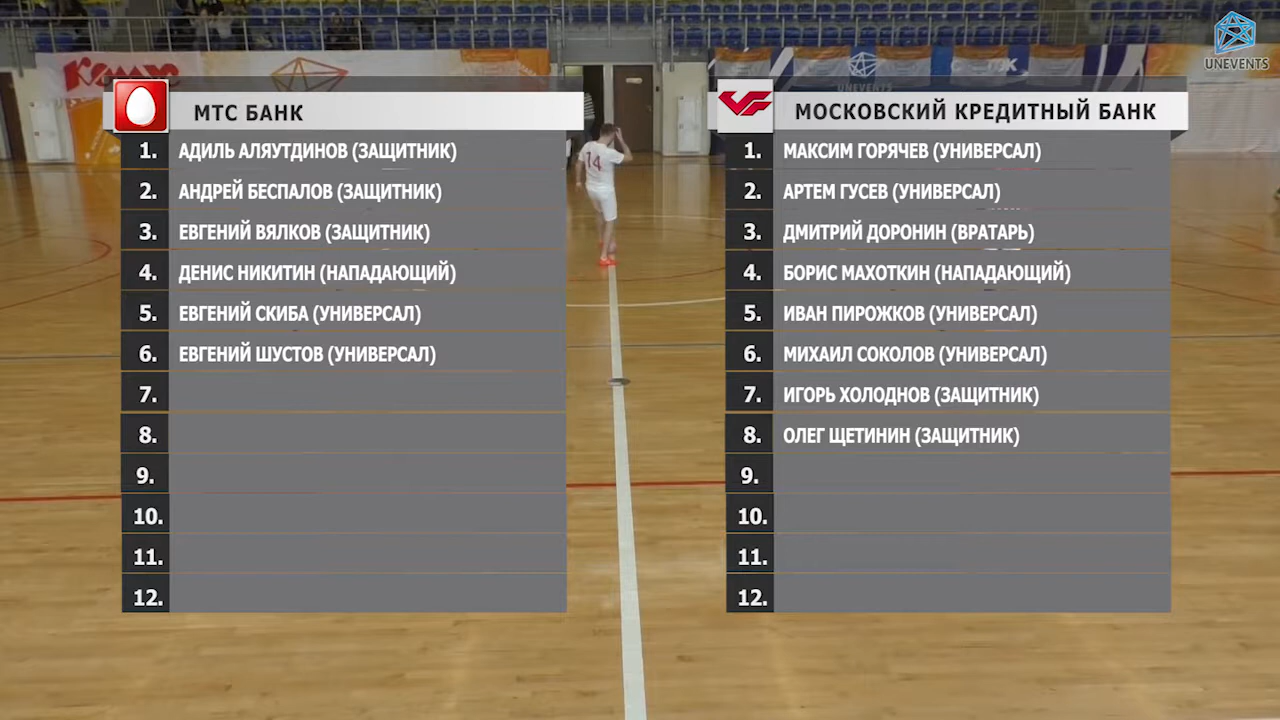 UNEVENTS
Комус
UNEVENTS
МТС БАНК
1. АДИЛЬ АЛЯУТДИНОВ (ЗАЩИТНИК)
2. АНДРЕЙ БЕСПАЛОВ (ЗАЩИТНИК)
3. ЕВГЕНИЙ ВЯЛКОВ (ЗАЩИТНИК)
4. ДЕНИС НИКИТИН (НАПАДАЮЩИЙ)
5. ЕВГЕНИЙ СКИБА (УНИВЕРСАЛ)
6. ЕВГЕНИЙ ШУСТОВ (УНИВЕРСАЛ)
7.
8.
9.
10.
11.
12.
14
МОСКОВСКИЙ КРЕДИТНЫЙ БАНК
1. МАКСИМ ГОРЯЧЕВ (УНИВЕРСАЛ)
2. АРТЕМ ГУСЕВ (УНИВЕРСАЛ)
3. ДМИТРИЙ ДОРОНИН (ВРАТАРЬ)
4. БОРИС МАХОТКИН (НАПАДАЮЩИЙ)
5. ИВАН ПИРОЖКОВ (УНИВЕРСАЛ)
6. МИХАИЛ СОКОЛОВ (УНИВЕРСАЛ)
7. ИГОРЬ ХОЛОДНОВ (ЗАЩИТНИК)
8. ОЛЕГ ЩЕТИНИН (ЗАЩИТНИК)
9.
10.
11.
12.